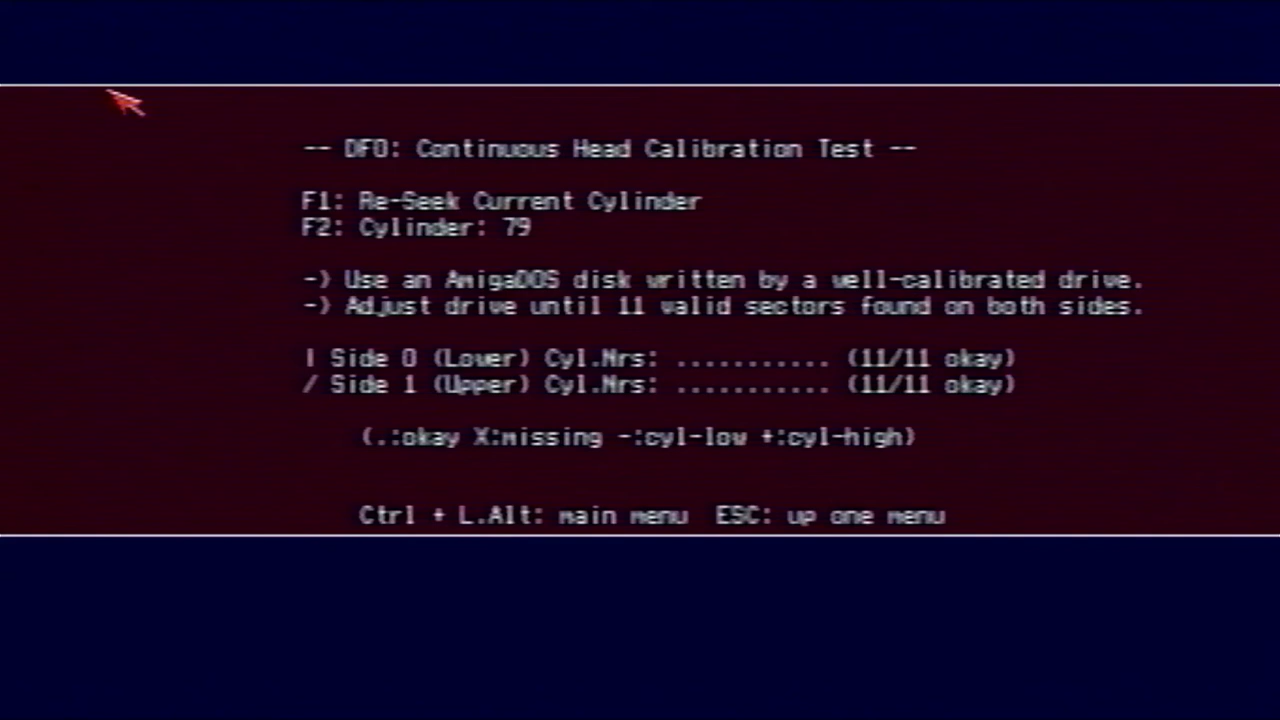 -- DF0: Continuous Head Calibration Test --
F1: Re-Seek Current Cylinder
F2: Cylinder: 79
-) Use an AmigaDOS disk written by a well-calibrated drive.
-) Adjust drive until 11 valid sectors found on both sides.
| Side 0 (Lower) Cyl.Nrs: ........... (11/11 okay)
/ Side 1 (Upper) Cyl.Nrs: ........... (11/11 okay)
(.:okay X:missing -:cyl-low +:cyl-high)
Ctrl + L.Alt: main menu  ESC: up one menu